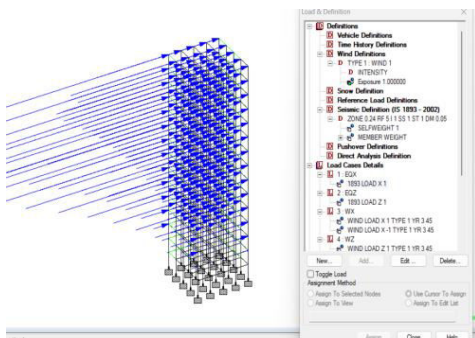 Load & Definition
Definitions
Vehicle Definitions
Time History Definitions
Wind Definitions
TYPE 1 : WIND 1
INTENSITY
Exposure 1.000000
Snow Definition
Reference Load Definitions
Seismic Definition (IS 1893 - 2002)
ZONE 0.24 RF 5 I 1 SS 1 ST 1 DM 0.05
SELFWEIGHT 1
MEMBER WEIGHT
Pushover Definitions
Direct Analysis Definition
Load Cases Details
1 : EQX
1893 LOAD X 1
2 : EQZ
1893 LOAD Z 1
3 : WX
WIND LOAD X 1 TYPE 1 YR 3.45
WIND LOAD X -1 TYPE 1 YR 3.45
4 : WZ
WIND LOAD Z 1 TYPE 1 YR 3.45
New... Add... Edit ... Delete...
Toggle Load
Assignment Method
Assign To Selected Nodes Use Cursor To Assign
Assign To View Assign To Edit List
Assign Close Help